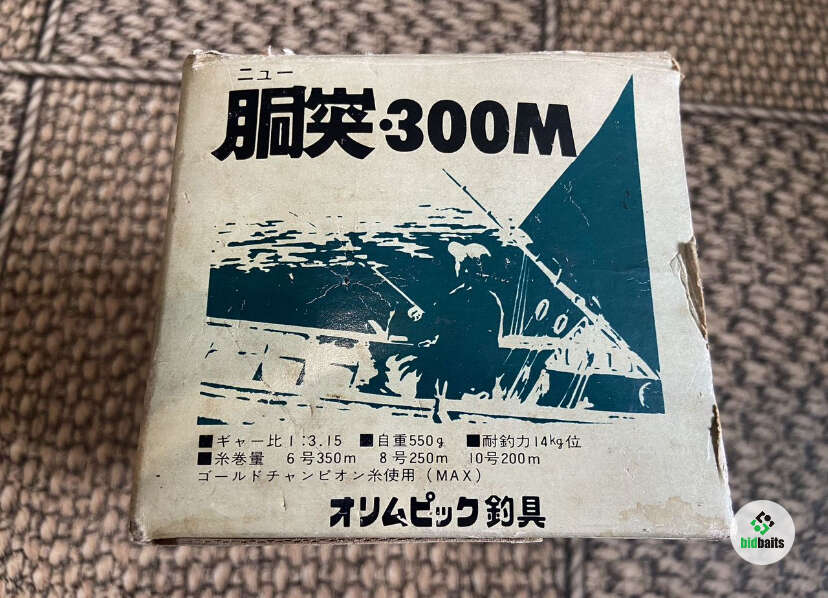 ニュー
胴突·300M
■ギャー比1:3.15 ■自重550g ■耐釣力14kg位
■糸巻量 6号350m 8号250m 10号200m
ゴールドチャンピオン糸使用(MAX)
オリムピック釣具
bidbaits